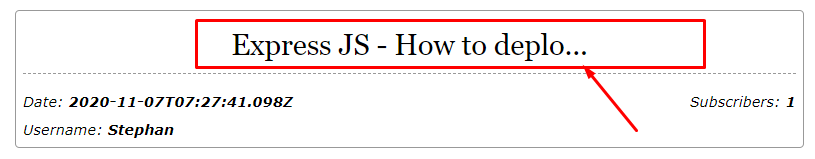 Express JS - How to deplo...
Date: 2020-11-07T07:27:41.098Z Subscribers: 1
Username: Stephan